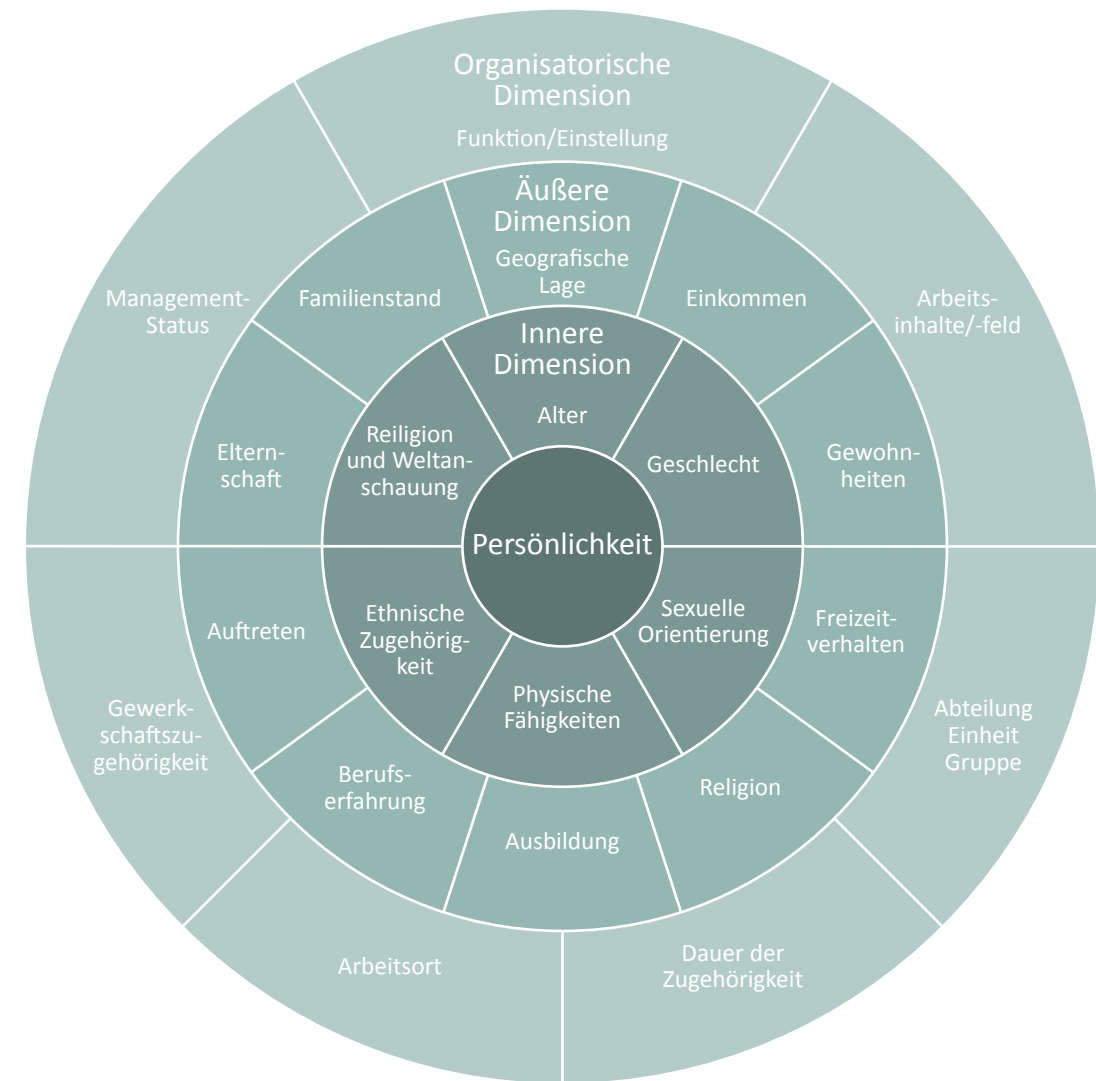 Organisatorische
Dimension
Funktion/Einstellung
Äußere
Dimension
Geografische
Lage
Innere
Dimension
Alter
Management-
Status
Familienstand
Einkommen
Arbeits-
inhalte/-feld
Eltern-
schaft
Reiligion
und Weltan-
schauung
Geschlecht
Gewohn-
heiten
Persönlichkeit
Auftreten
Ethnische
Zugehörig-
keit
Physische
Fähigkeiten
Sexuelle
Orientierung
Freizeit-
verhalten
Gewerk-
schaftszu-
gehörigkeit
Berufs-
erfahrung
Ausbildung
Religion
Abteilung
Einheit
Gruppe
Arbeitsort
Dauer der
Zugehörigkeit